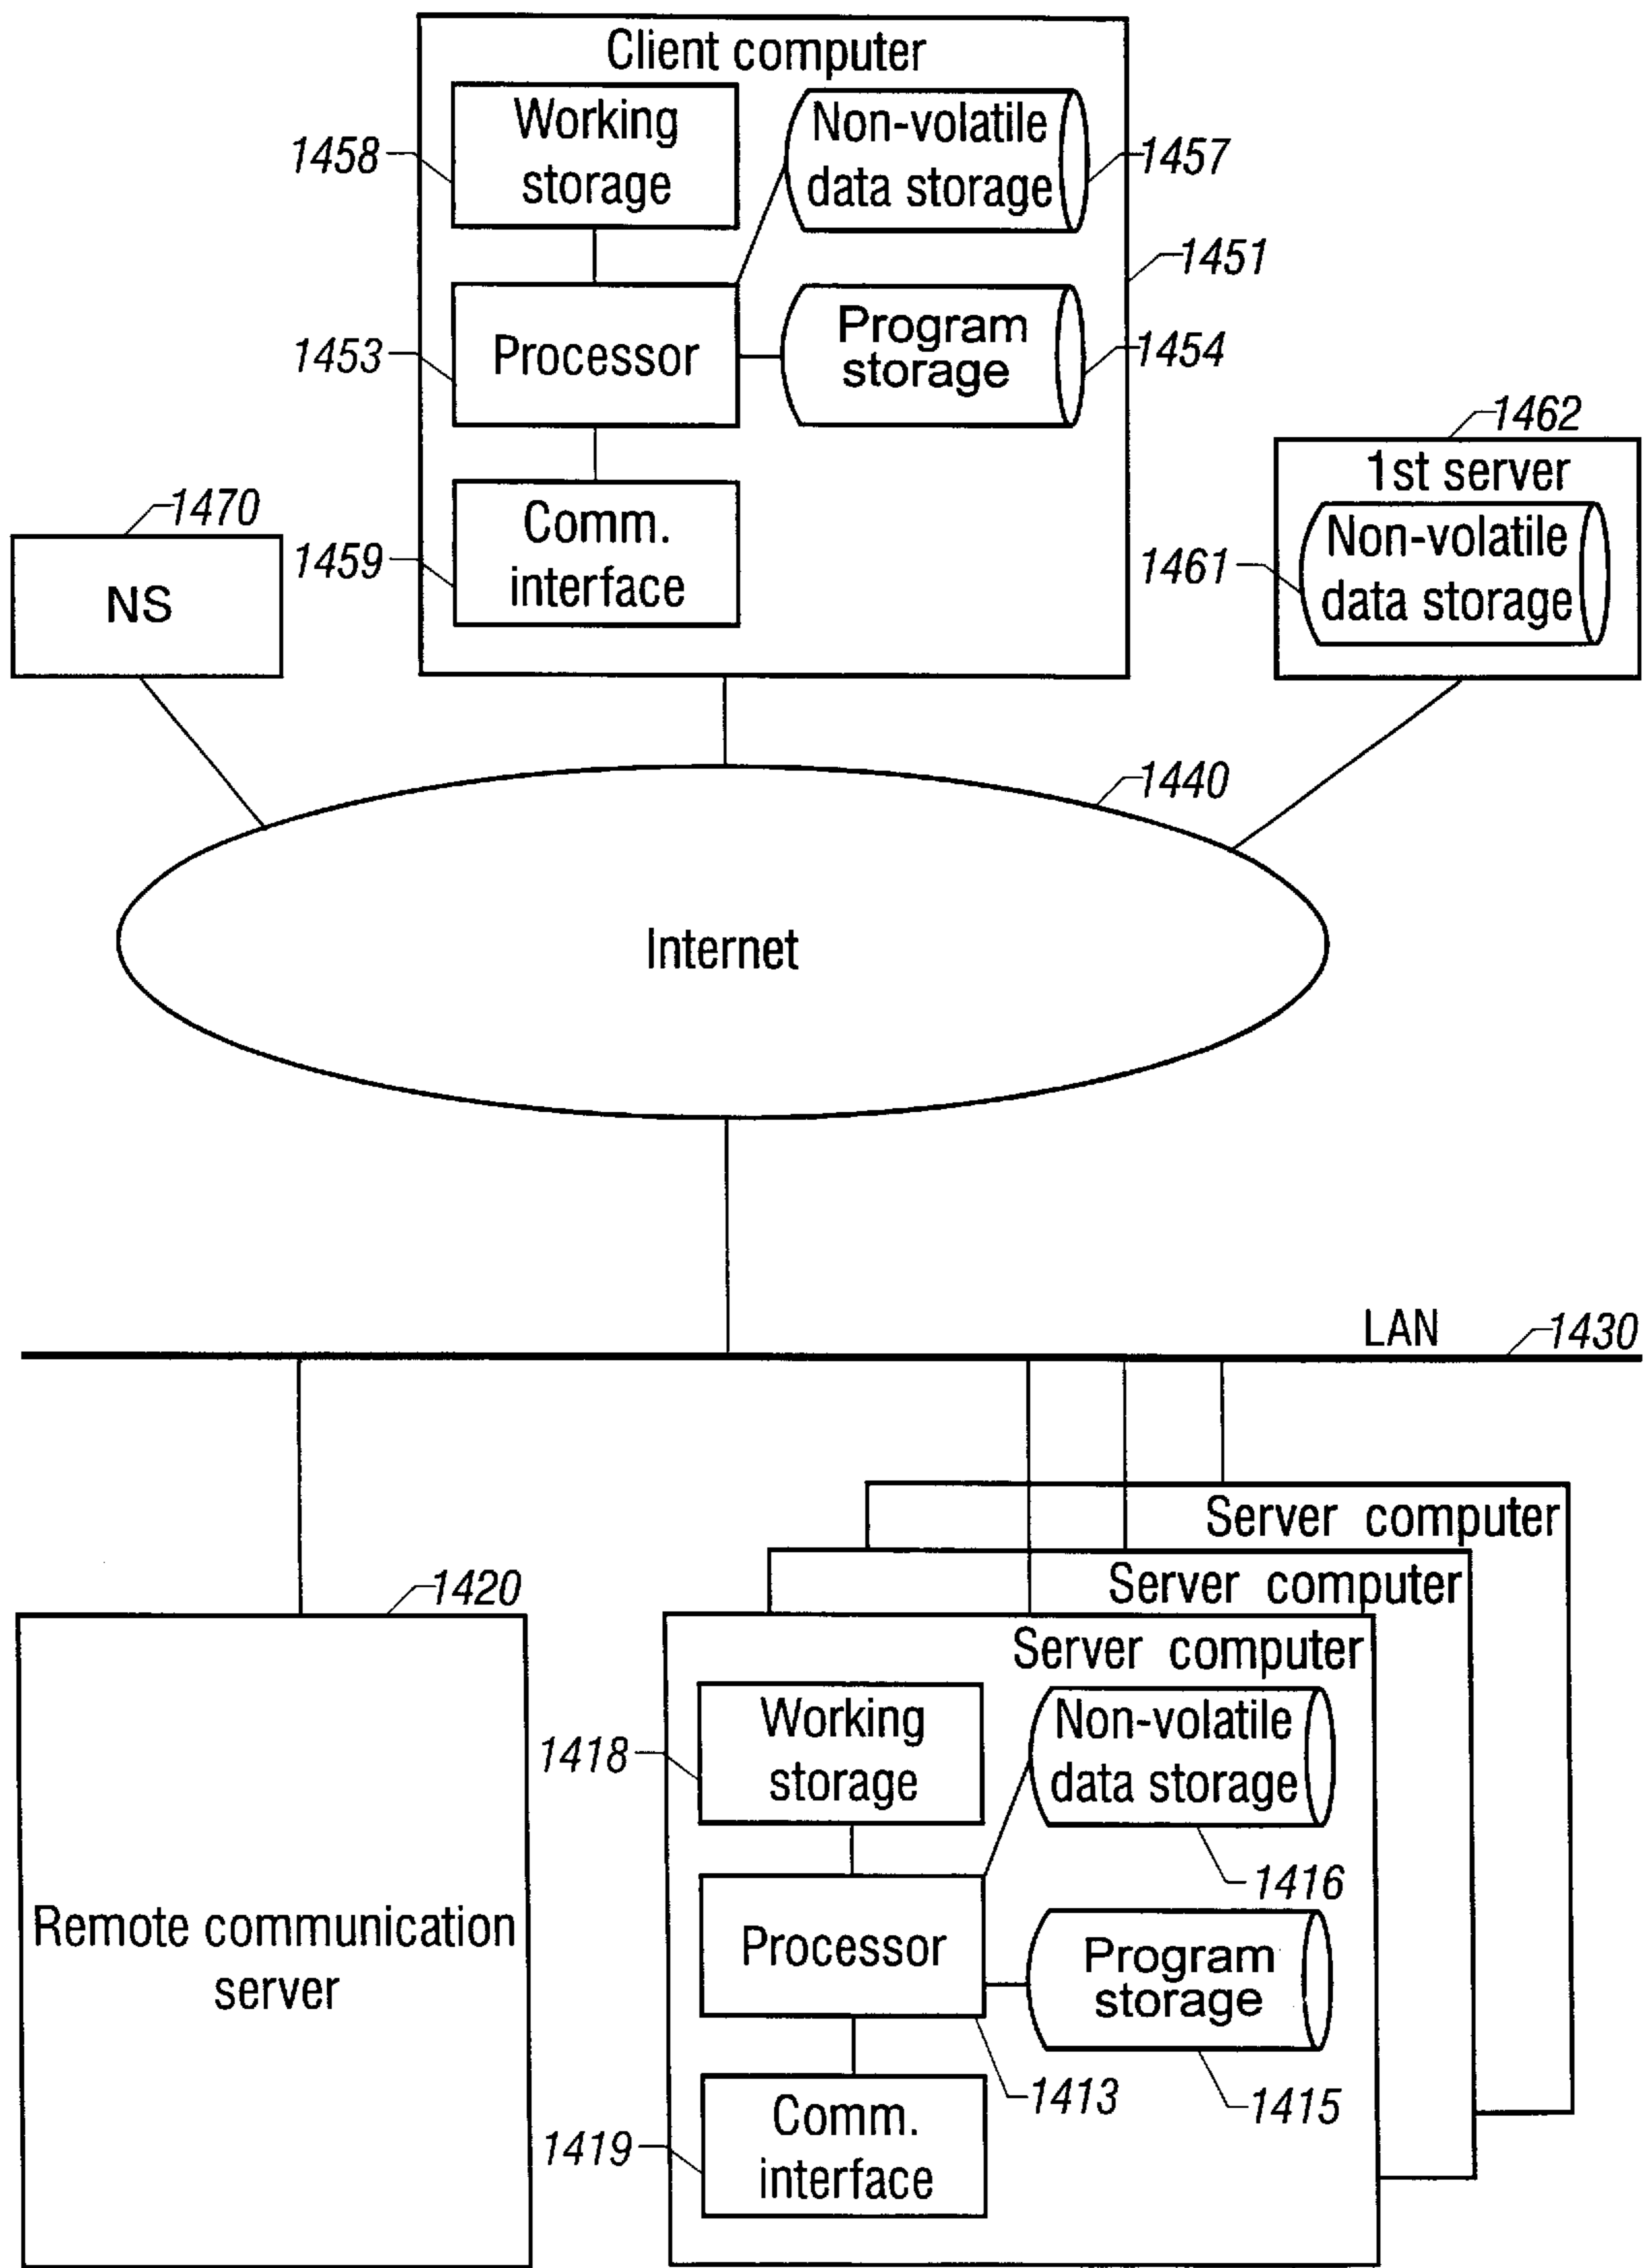 Client computer
Working
storage
1458
Non-volatile
data storage
1457
1451
Processor
1453
Program
storage
1454
Comm.
interface
1459
1462
1st server
Non-volatile
data storage
1461
1470
NS
1440
Internet
LAN
1430
1420
Remote communication
server
Server computer
Server computer
Server computer
Working
storage
1418
Non-volatile
data storage
1416
Processor
1413
Program
storage
1415
Comm.
interface
1419